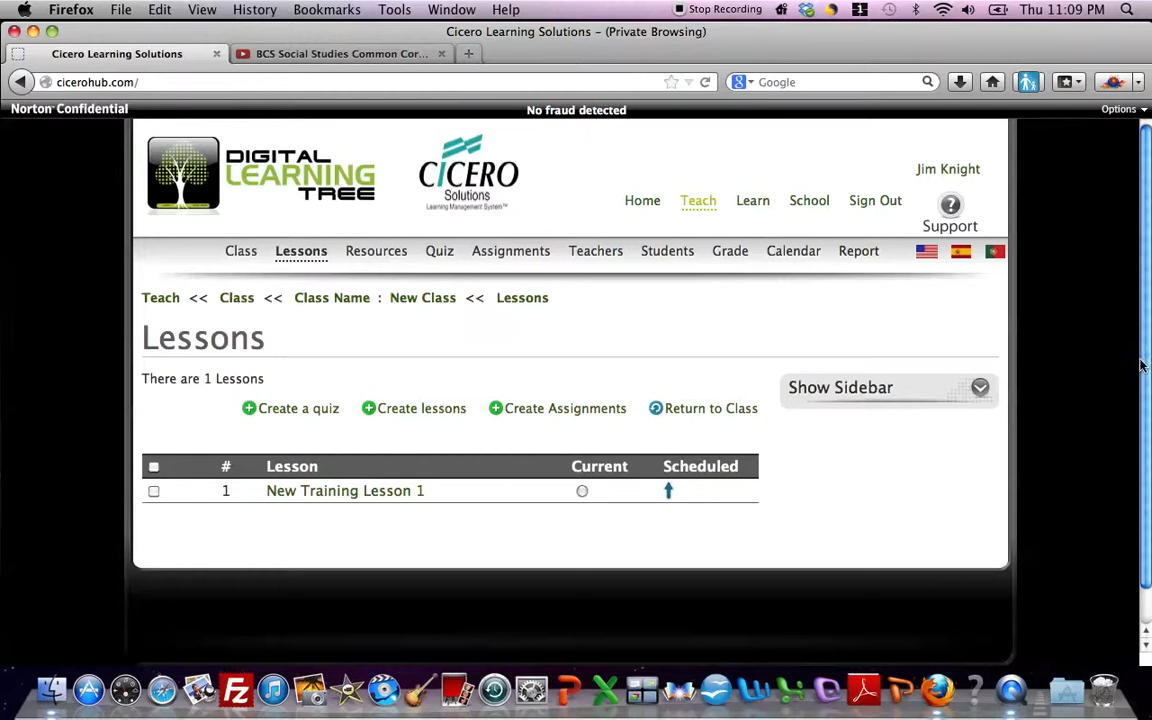 Firefox File Edit View History Bookmarks Tools Window Help Stop Recording 1 Thu 11:09 PM
Cicero Learning Solutions – (Private Browsing)
Cicero Learning Solutions BCS Social Studies Common Cor...
cicerohub.com/ Google
Norton Confidential No fraud detected Options
DIGITAL LEARNING TREE
CICERO Solutions
Learning Management System™
Jim Knight
Home Teach Learn School Sign Out
Support
Class Lessons Resources Quiz Assignments Teachers Students Grade Calendar Report
Teach << Class << Class Name : New Class << Lessons
Lessons
There are 1 Lessons
Show Sidebar
Create a quiz Create lessons Create Assignments Return to Class
# Lesson Current Scheduled
1 New Training Lesson 1